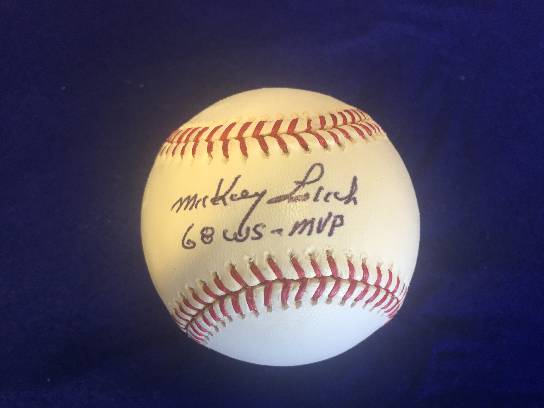 Mickey Lolich
68 WS - MVP